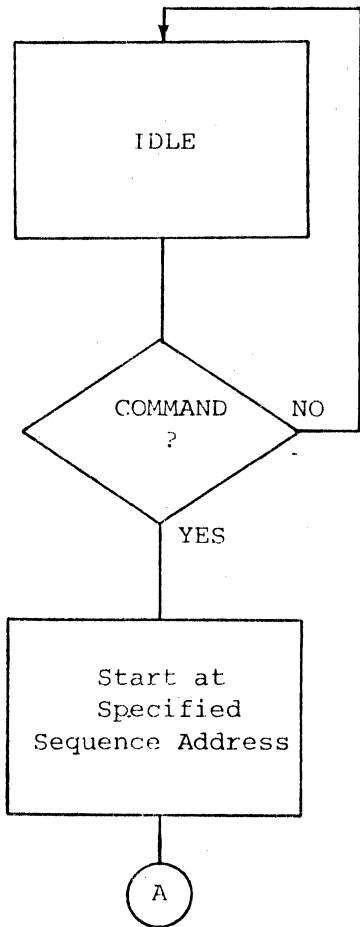 IDLE
COMMAND
?
NO
YES
Start at
Specified
Sequence Address
A